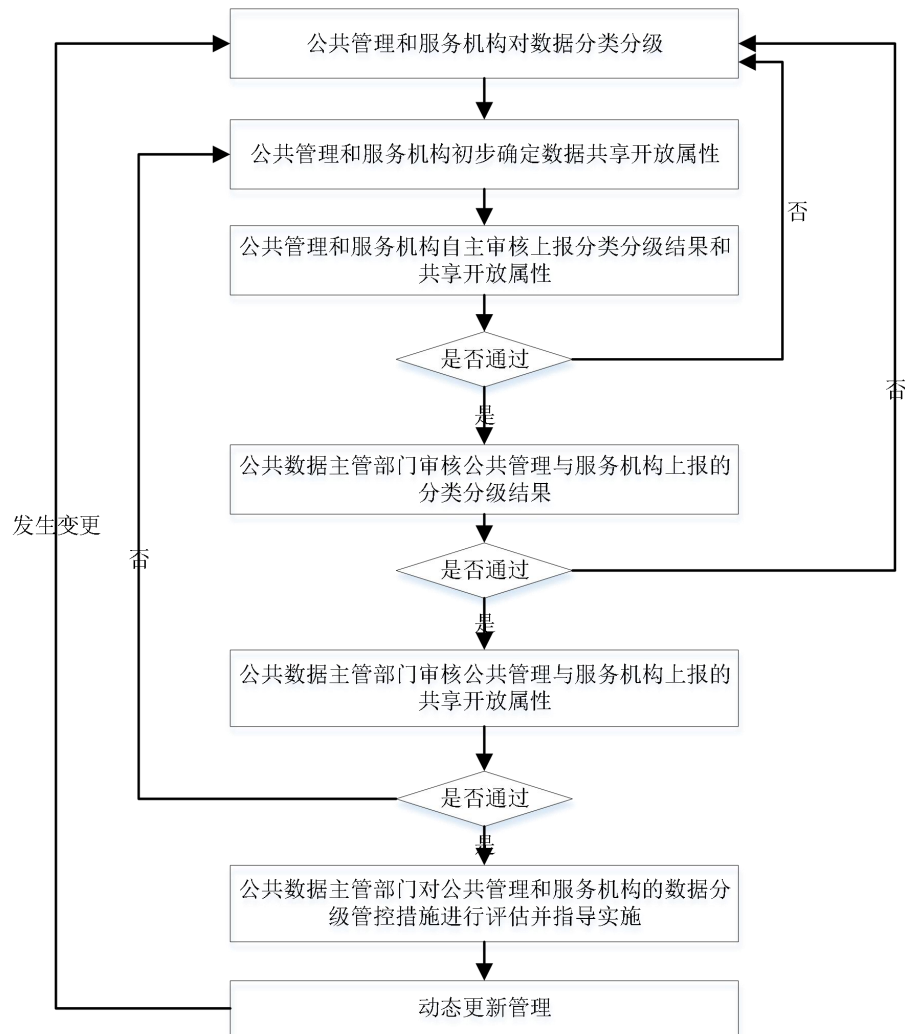 公共管理和服务机构对数据分类分级
公共管理和服务机构初步确定数据共享开放属性
否
公共管理和服务机构自主审核上报分类分级结果和
共享开放属性
是否通过
否
是
公共数据主管部门审核公共管理与服务机构上报的
分类分级结果
发生变更
否
是否通过
是
公共数据主管部门审核公共管理与服务机构上报的
共享开放属性
是否通过
是
公共数据主管部门对公共管理和服务机构的数据分
级管控措施进行评估并指导实施
动态更新管理